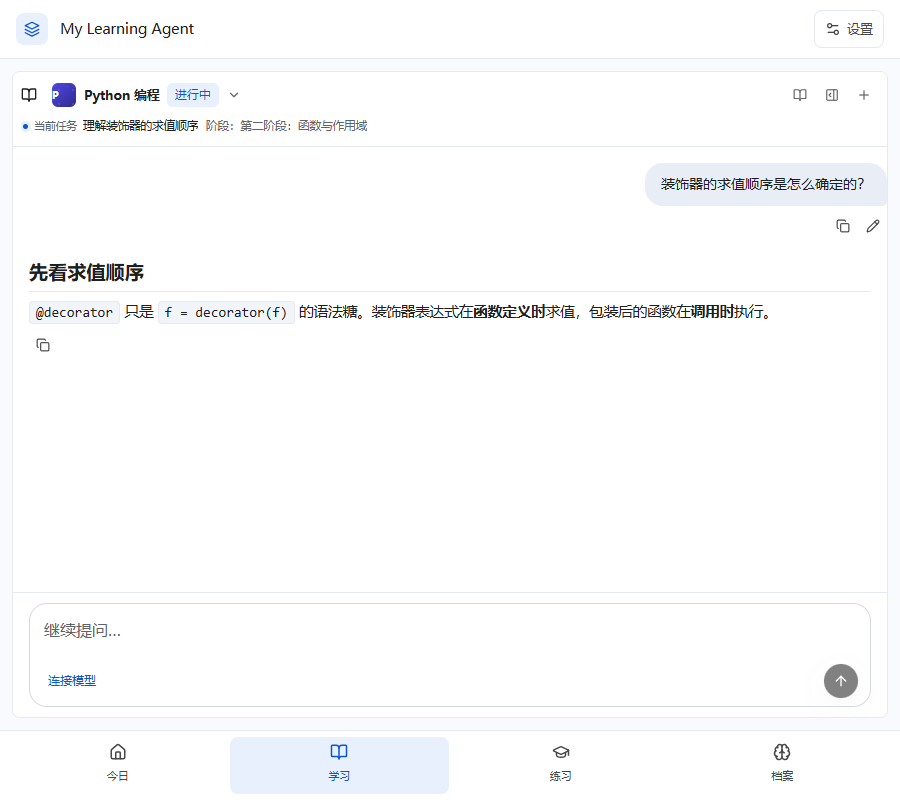 My Learning Agent
设置
P Python 编程 进行中
当前任务 理解装饰器的求值顺序 阶段：第二阶段：函数与作用域
装饰器的求值顺序是怎么确定的？
先看求值顺序
@decorator 只是 f = decorator(f) 的语法糖。装饰器表达式在函数定义时求值，包装后的函数在调用时执行。
继续提问...
连接模型
今日
学习
练习
档案